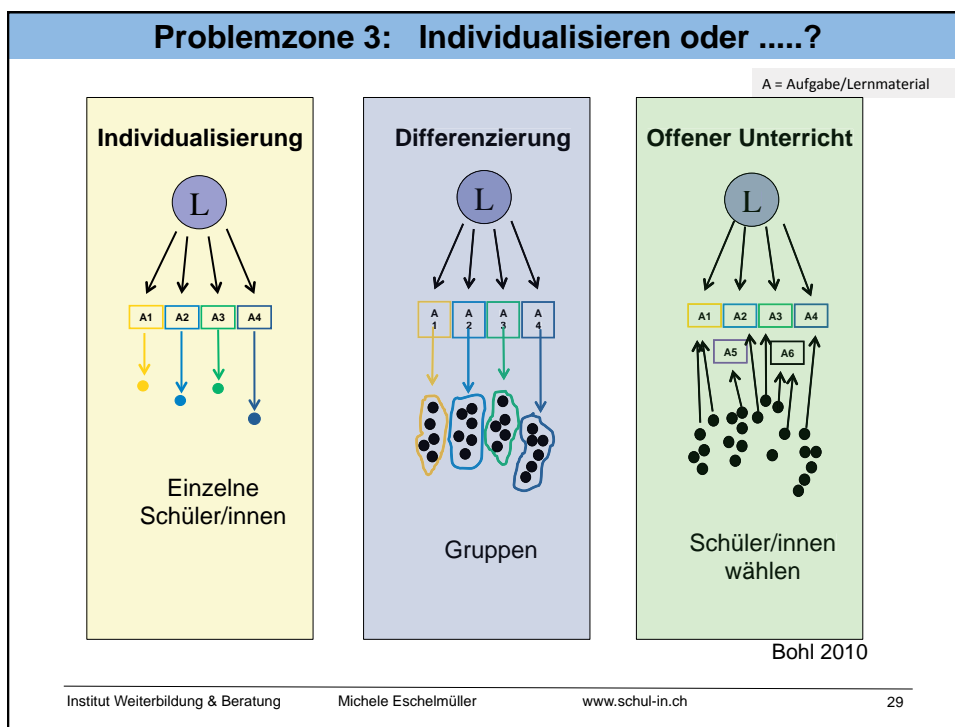 Problemzone 3: Individualisieren oder .....?
A = Aufgabe/Lernmaterial
Individualisierung
L
A1 A2 A3 A4
Einzelne
Schüler/innen
Differenzierung
L
A A A A
1 2 3 4
Gruppen
Offener Unterricht
L
A1 A2 A3 A4
A5 A6
Schüler/innen
wählen
Bohl 2010
Institut Weiterbildung & Beratung Michele Eschelmüller www.schul-in.ch 29